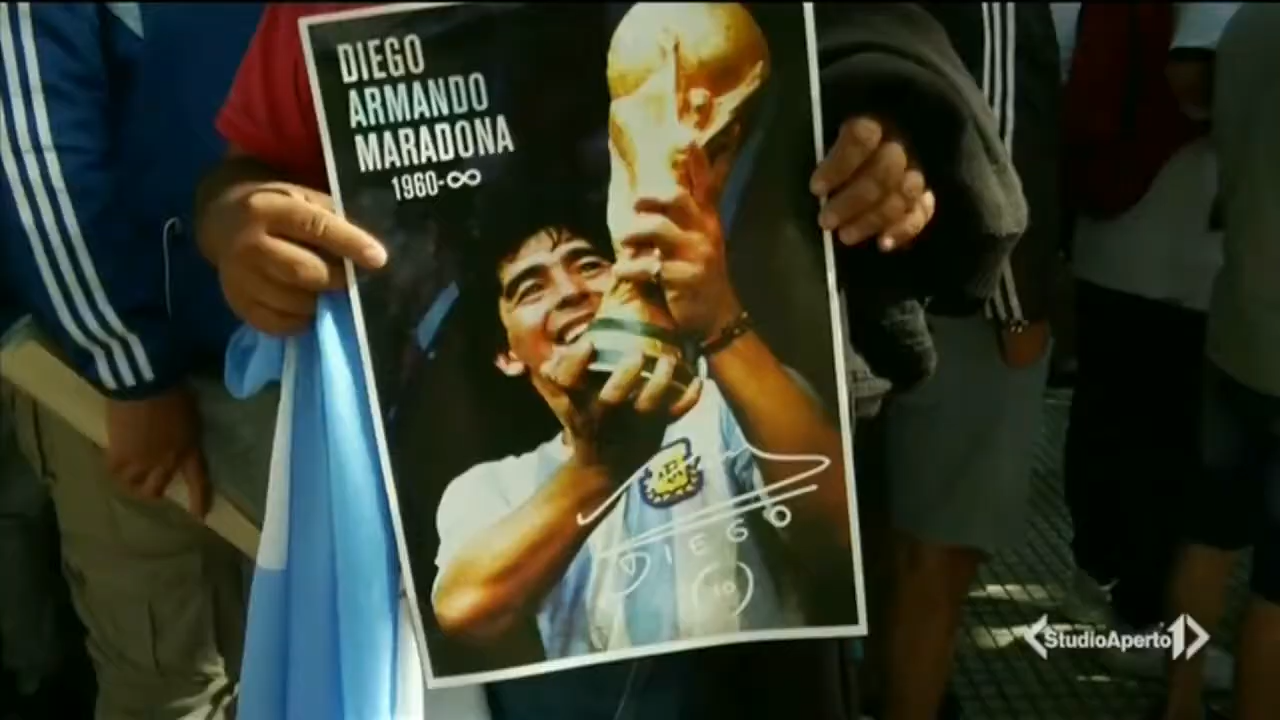 DIEGO
ARMANDO
MARADONA
1960-∞
DIEGO
10
StudioAperto